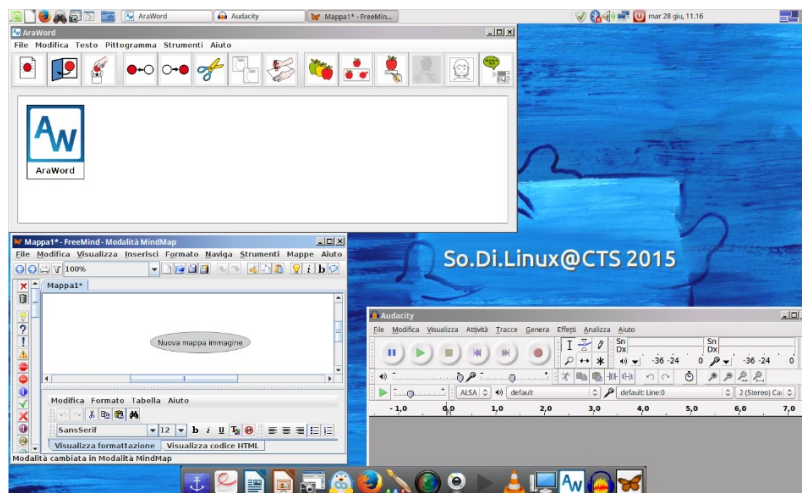 AraWord
Audacity
Mappa1* - FreeMin...
mar 28 giu, 11.16
AraWord
File Modifica Testo Pittogramma Strumenti Aiuto
AW
AraWord
So.Di.Linux@CTS 2015
Mappa1* - FreeMind - Modalità MindMap
File Modifica Visualizza Inserisci Formato Naviga Strumenti Mappe Aiuto
100%
Mappa1*
Nuova mappa immagine
Modifica Formato Tabella Aiuto
SansSerif 12 b i u
Visualizza formattazione Visualizza codice HTML
Modalità cambiata in Modalità MindMap
Audacity
File Modifica Visualizza Attività Tracce Genera Effetti Analizza Aiuto
Sn Sn
Dx -36 -24 0 Dx -36 -24
ALSA default default: Line:0 2 (Stereo) Ca
- 1,0 0,0 1,0 2,0 3,0 4,0 5,0 6,0 7,0
AW